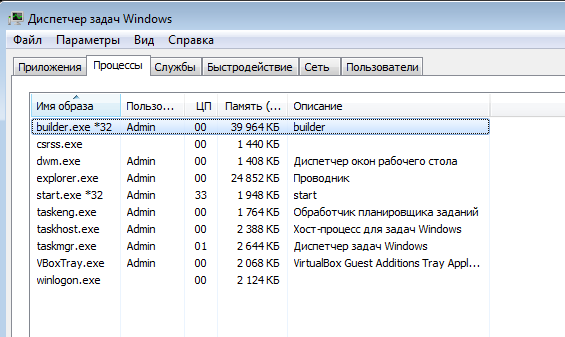 Диспетчер задач Windows
Файл Параметры Вид Справка
Приложения Процессы Службы Быстродействие Сеть Пользователи
Имя образа Пользо... ЦП Память (... Описание
builder.exe *32 Admin 00 39 964 КБ builder
csrss.exe 00 1 440 КБ
dwm.exe Admin 00 1 408 КБ Диспетчер окон рабочего стола
explorer.exe Admin 00 24 852 КБ Проводник
start.exe *32 Admin 33 1 948 КБ start
taskeng.exe Admin 00 1 764 КБ Обработчик планировщика заданий
taskhost.exe Admin 00 2 388 КБ Хост-процесс для задач Windows
taskmgr.exe Admin 01 2 644 КБ Диспетчер задач Windows
VBoxTray.exe Admin 00 2 068 КБ VirtualBox Guest Additions Tray Appl...
winlogon.exe 00 2 124 КБ